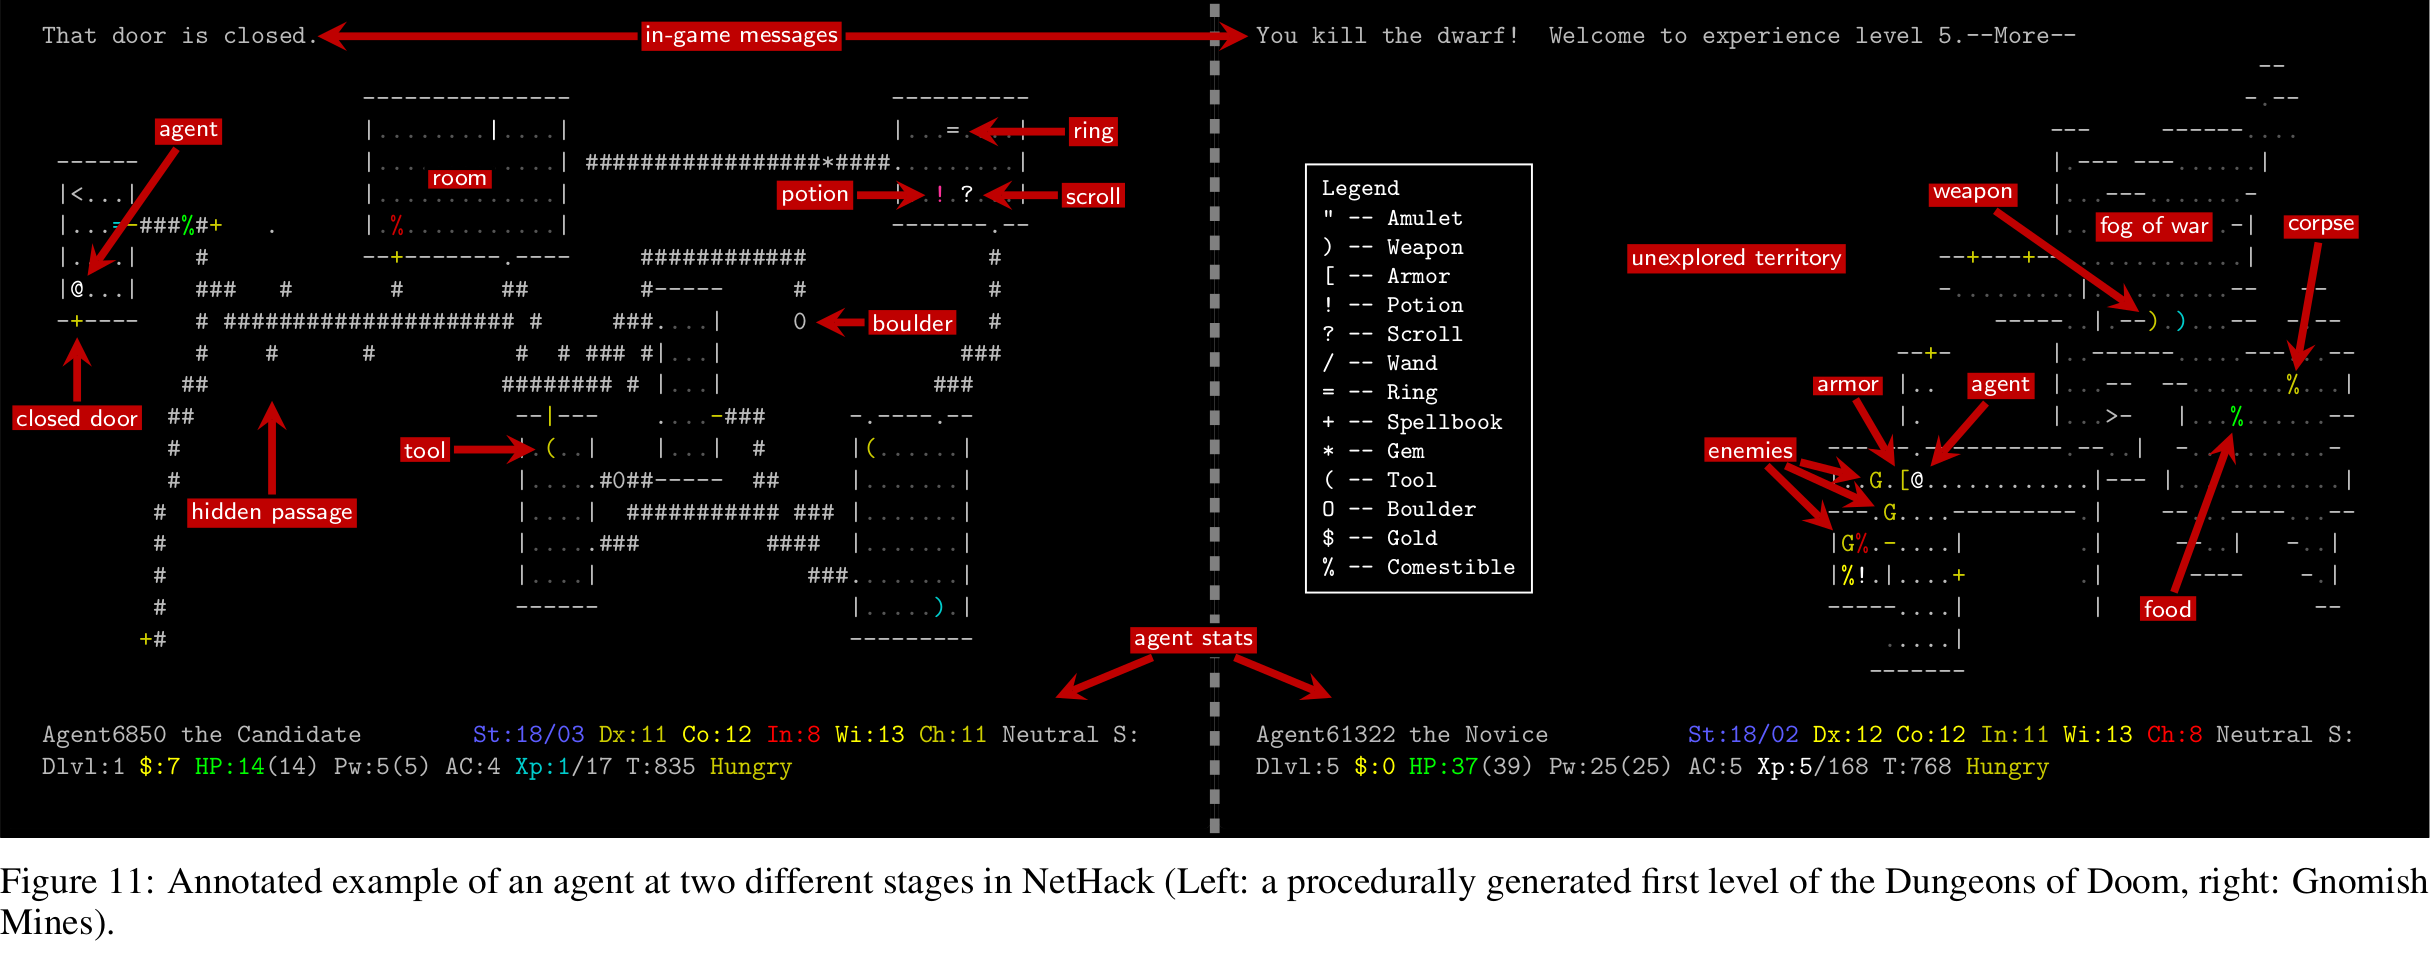 That door is closed.
in-game messages
You kill the dwarf!  Welcome to experience level 5.--More--
agent
ring
room
potion
scroll
boulder
closed door
tool
hidden passage
Legend
" -- Amulet
) -- Weapon
[ -- Armor
! -- Potion
? -- Scroll
/ -- Wand
= -- Ring
+ -- Spellbook
* -- Gem
( -- Tool
0 -- Boulder
$ -- Gold
% -- Comestible
weapon
fog of war
corpse
unexplored territory
armor
agent
enemies
food
agent stats
Agent6850 the Candidate St:18/03 Dx:11 Co:12 In:8 Wi:13 Ch:11 Neutral S:
Dlvl:1 $:7 HP:14(14) Pw:5(5) AC:4 Xp:1/17 T:835 Hungry
Agent61322 the Novice St:18/02 Dx:12 Co:12 In:11 Wi:13 Ch:8 Neutral S:
Dlvl:5 $:0 HP:37(39) Pw:25(25) AC:5 Xp:5/168 T:768 Hungry
Figure 11: Annotated example of an agent at two different stages in NetHack (Left: a procedurally generated first level of the Dungeons of Doom, right: Gnomish
Mines).